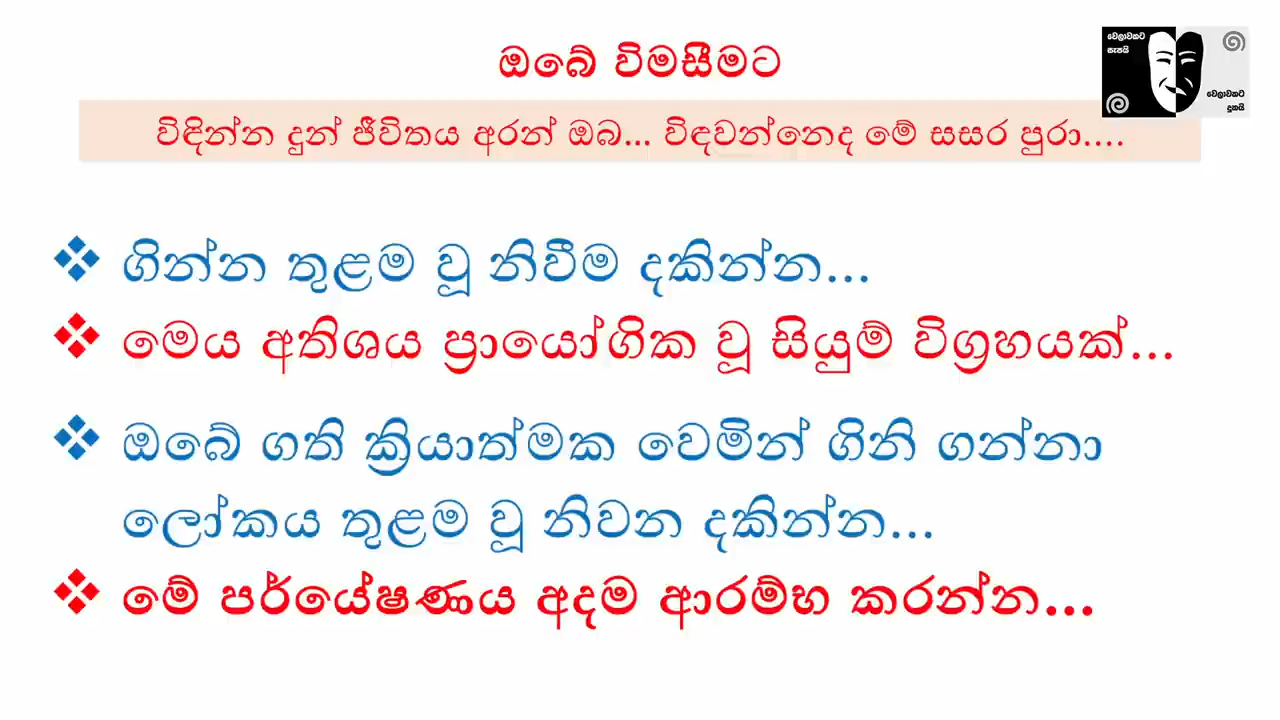 ඔබේ විමසීමට
වෙලාවකට
සැපයි
වෙලාවකට
දුකයි
විඳින්න දුන් ජීවිතය අරන් ඔබ... විඳවන්නෙද මේ සසර පුරා....
❖ ගින්න තුළම වූ නිවීම දකින්න...
❖ මෙය අතිශය ප්‍රායෝගික වූ සියුම් විග්‍රහයක්...
❖ ඔබේ ගති ක්‍රියාත්මක වෙමින් ගිනි ගන්නා
ලෝකය තුළම වූ නිවන දකින්න...
❖ මේ පර්යේෂණය අදම ආරම්භ කරන්න...